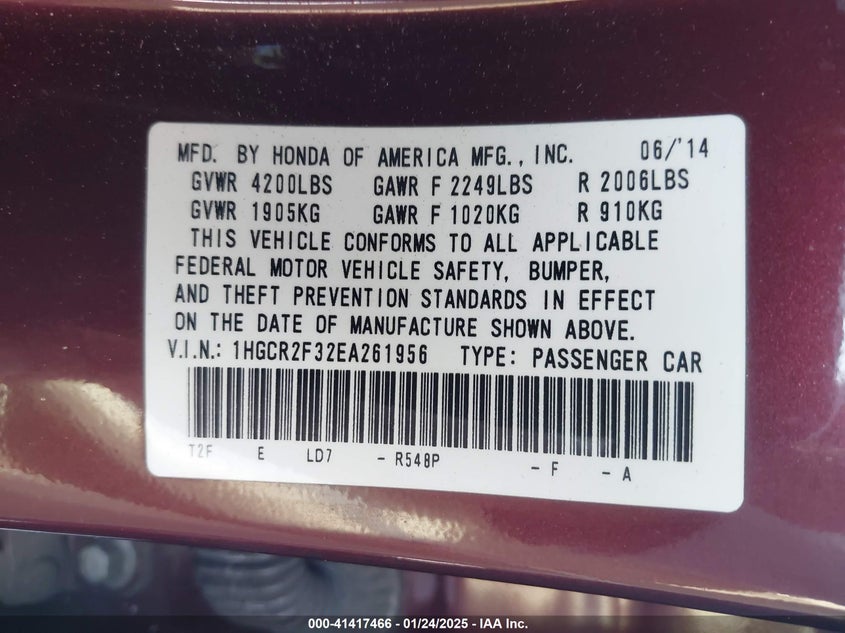 MFD. BY HONDA OF AMERICA MFG., INC. 06/'14
GVWR 4200LBS GAWR F 2249LBS R 2006LBS
GVWR 1905KG GAWR F 1020KG R 910KG
THIS VEHICLE CONFORMS TO ALL APPLICABLE
FEDERAL MOTOR VEHICLE SAFETY, BUMPER,
AND THEFT PREVENTION STANDARDS IN EFFECT
ON THE DATE OF MANUFACTURE SHOWN ABOVE.
V.I.N.: 1HGCR2F32EA261956 TYPE: PASSENGER CAR
T2F E LD7 - R548P - F - A
000-41417466 - 01/24/2025 - IAA Inc.